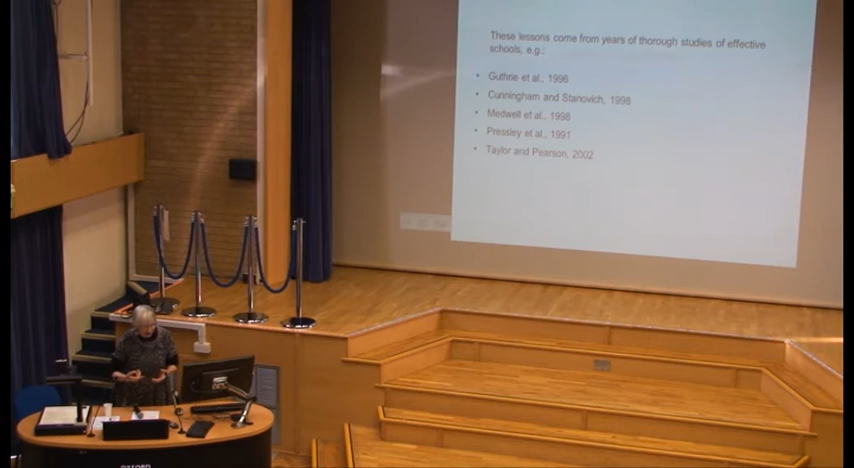 These lessons come from years of thorough studies of effective
schools, e.g.:
• Guthrie et al., 1996
• Cunningham and Stanovich, 1998
• Medwell et al., 1998
• Pressley et al., 1991
• Taylor and Pearson, 2002
OXFORD